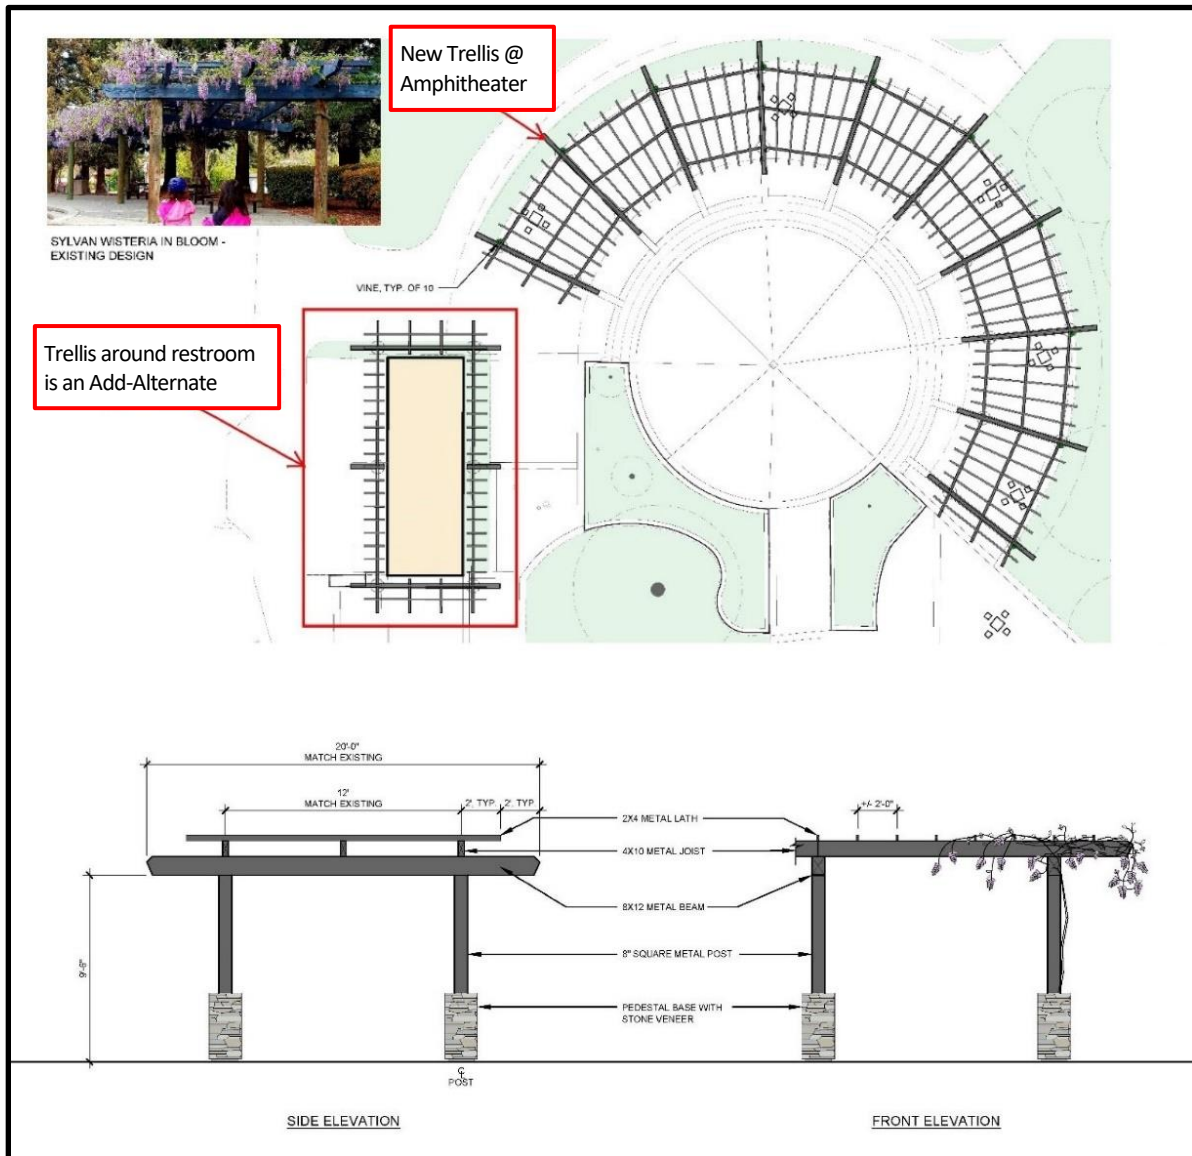 New Trellis @
Amphitheater
SYLVAN WISTERIA IN BLOOM -
EXISTING DESIGN
VINE, TYP. OF 10
Trellis around restroom
is an Add-Alternate
20'-0"
MATCH EXISTING
12'
MATCH EXISTING
2', TYP.
2', TYP.
+/- 2'-0"
2X4 METAL LATH
4X10 METAL JOIST
8X12 METAL BEAM
9'-6"
8" SQUARE METAL POST
PEDESTAL BASE WITH
STONE VENEER
POST
SIDE ELEVATION
FRONT ELEVATION